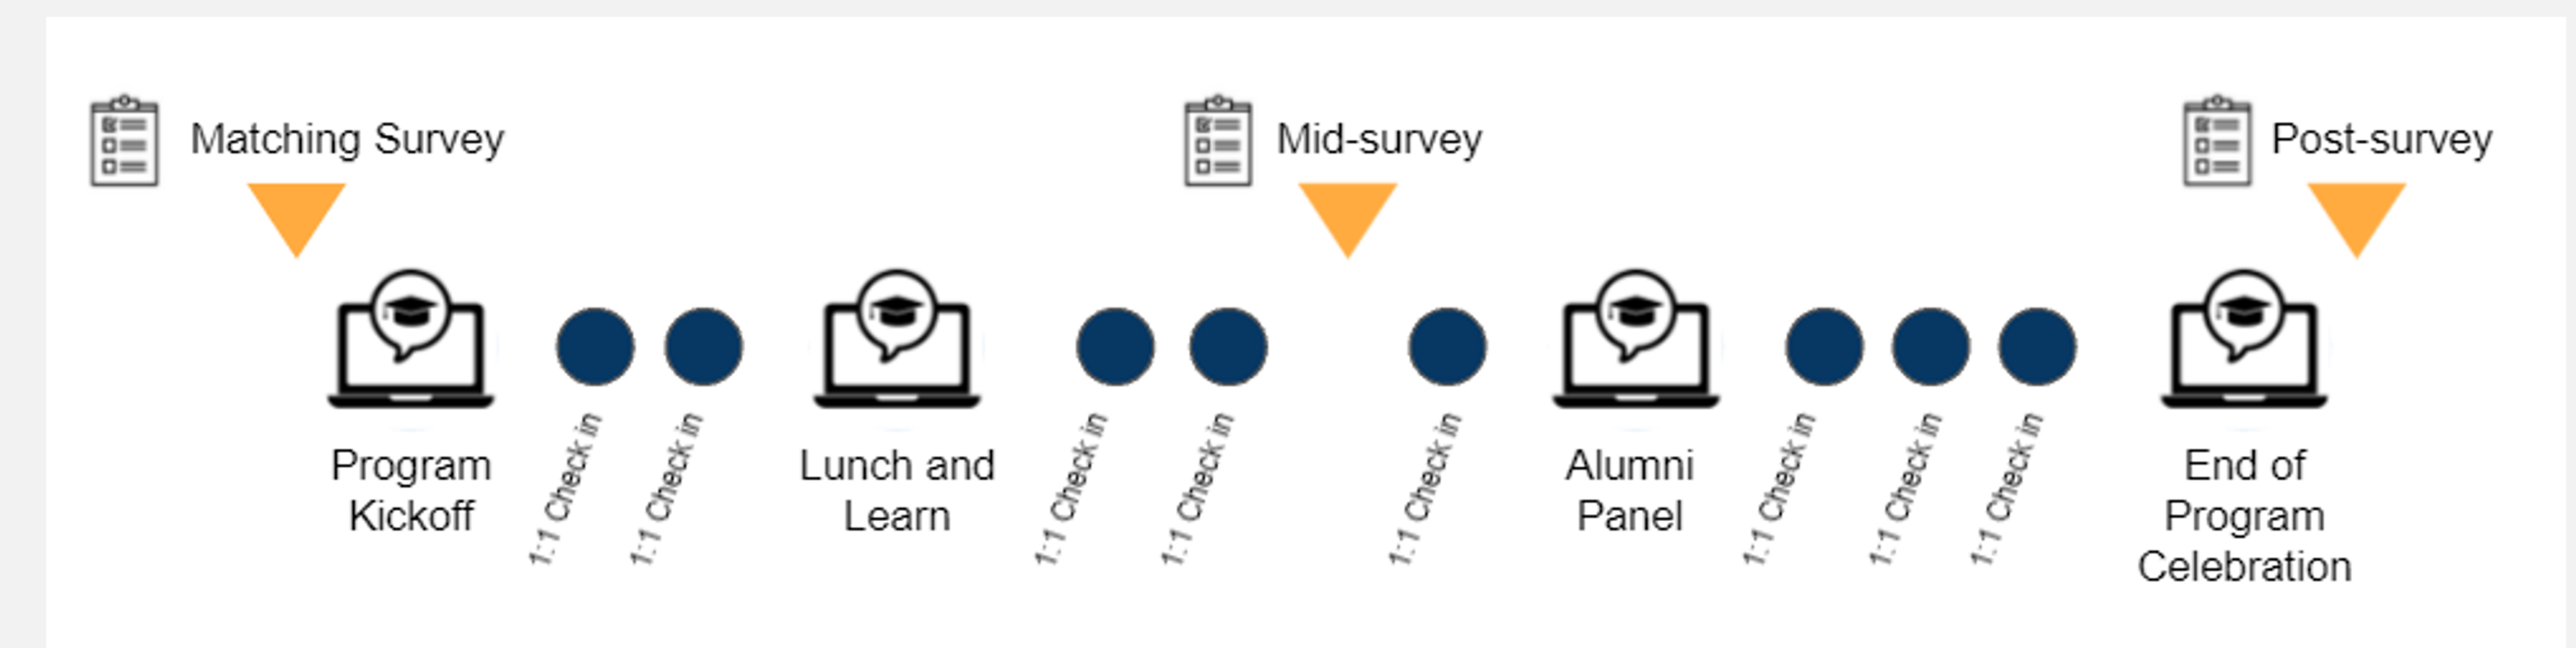 Matching Survey
Mid-survey
Post-survey
Program
Kickoff
1:1 Check in
1:1 Check in
Lunch and
Learn
1:1 Check in
1:1 Check in
1:1 Check in
Alumni
Panel
1:1 Check in
1:1 Check in
1:1 Check in
End of
Program
Celebration